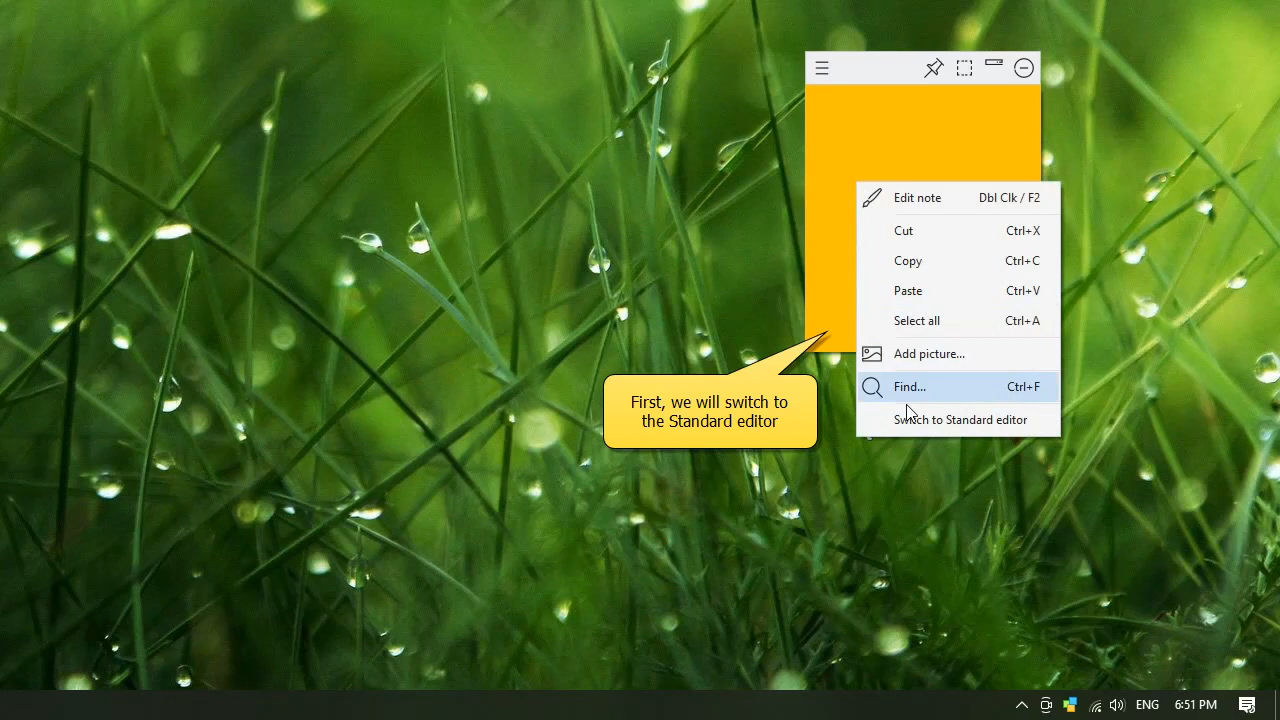 Edit note Dbl Clk / F2
Cut Ctrl+X
Copy Ctrl+C
Paste Ctrl+V
Select all Ctrl+A
Add picture...
Find... Ctrl+F
Switch to Standard editor
First, we will switch to
the Standard editor
ENG 6:51 PM